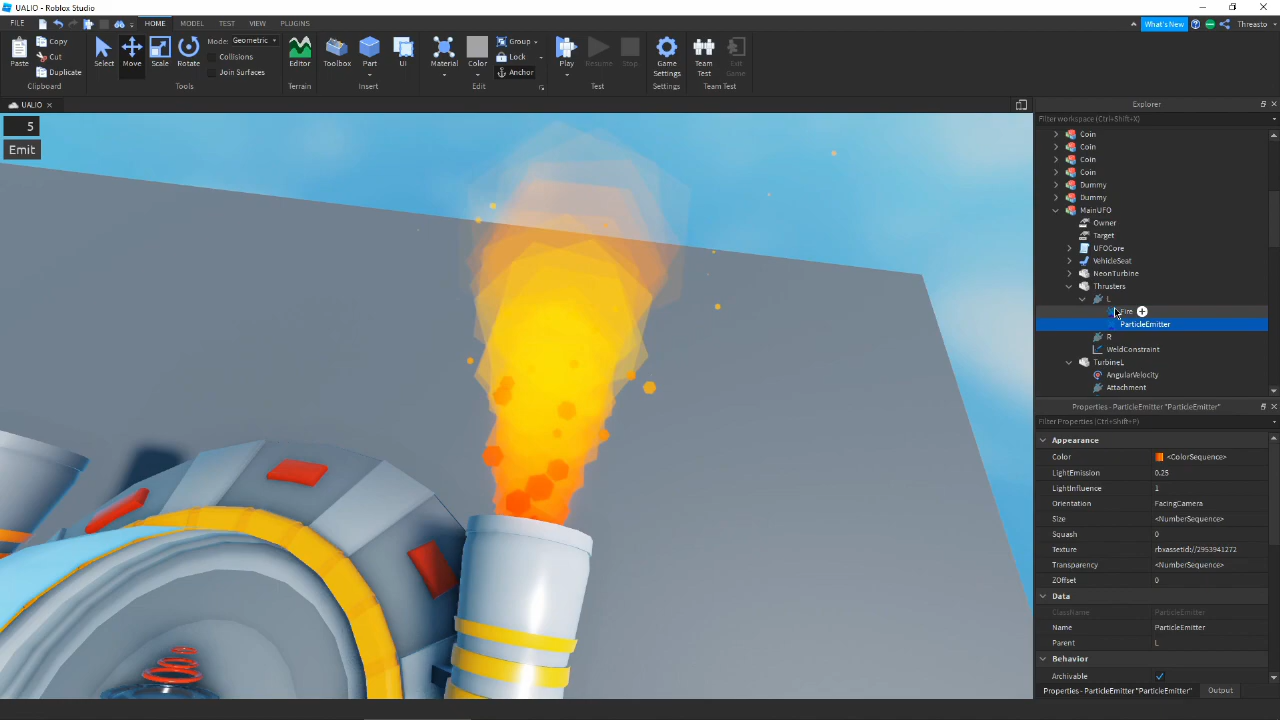 UALIO - Roblox Studio
FILE HOME MODEL TEST VIEW PLUGINS What's New Threasto
Paste Copy Cut Duplicate Clipboard
Select Move Scale Rotate Mode: Geometric Collisions Join Surfaces Tools
Editor Terrain
Toolbox Part UI Insert
Material Color Group Lock Anchor Edit
Play Resume Stop Test
Game Settings Settings
Team Test Exit Game Team Test
UALIO
5
Emit
Explorer
Filter workspace (Ctrl+Shift+X)
Coin
Coin
Coin
Coin
Dummy
Dummy
MainUFO
Owner
Target
UFOCore
VehicleSeat
NeonTurbine
Thrusters
L
Fire
ParticleEmitter
R
WeldConstraint
TurbineL
AngularVelocity
Attachment
Properties - ParticleEmitter "ParticleEmitter"
Filter Properties (Ctrl+Shift+P)
Appearance
Color <ColorSequence>
LightEmission 0.25
LightInfluence 1
Orientation FacingCamera
Size <NumberSequence>
Squash 0
Texture rbxassetid://2953941272
Transparency <NumberSequence>
ZOffset 0
Data
ClassName ParticleEmitter
Name ParticleEmitter
Parent L
Behavior
Archivable
Properties - ParticleEmitter "ParticleEmitter" Output